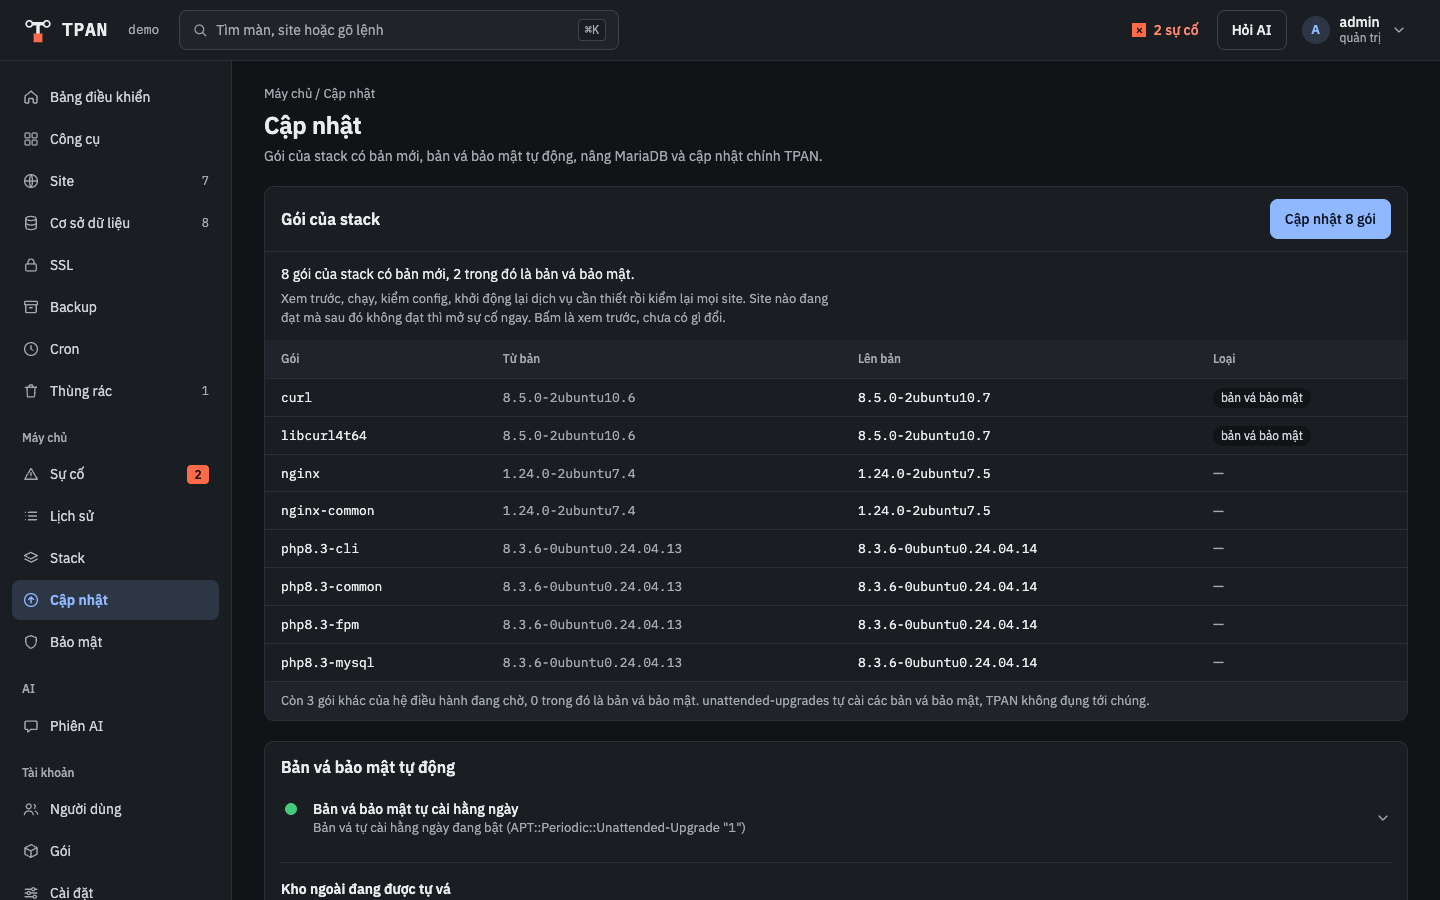 TPAN
demo
Tìm màn, site hoặc gõ lệnh
⌘K
2 sự cố
Hỏi AI
A
admin
quản trị
Bảng điều khiển
Công cụ
Site
7
Cơ sở dữ liệu
8
SSL
Backup
Cron
Thùng rác
1
Máy chủ
Sự cố
2
Lịch sử
Stack
Cập nhật
Bảo mật
AI
Phiên AI
Tài khoản
Người dùng
Gói
Cài đặt
Máy chủ / Cập nhật
Cập nhật
Gói của stack có bản mới, bản vá bảo mật tự động, nâng MariaDB và cập nhật chính TPAN.
Gói của stack
Cập nhật 8 gói
8 gói của stack có bản mới, 2 trong đó là bản vá bảo mật.
Xem trước, chạy, kiểm config, khởi động lại dịch vụ cần thiết rồi kiểm lại mọi site. Site nào đang
đạt mà sau đó không đạt thì mở sự cố ngay. Bấm là xem trước, chưa có gì đổi.
Gói Từ bản Lên bản Loại
curl 8.5.0-2ubuntu10.6 8.5.0-2ubuntu10.7 bản vá bảo mật
libcurl4t64 8.5.0-2ubuntu10.6 8.5.0-2ubuntu10.7 bản vá bảo mật
nginx 1.24.0-2ubuntu7.4 1.24.0-2ubuntu7.5 —
nginx-common 1.24.0-2ubuntu7.4 1.24.0-2ubuntu7.5 —
php8.3-cli 8.3.6-0ubuntu0.24.04.13 8.3.6-0ubuntu0.24.04.14 —
php8.3-common 8.3.6-0ubuntu0.24.04.13 8.3.6-0ubuntu0.24.04.14 —
php8.3-fpm 8.3.6-0ubuntu0.24.04.13 8.3.6-0ubuntu0.24.04.14 —
php8.3-mysql 8.3.6-0ubuntu0.24.04.13 8.3.6-0ubuntu0.24.04.14 —
Còn 3 gói khác của hệ điều hành đang chờ, 0 trong đó là bản vá bảo mật. unattended-upgrades tự cài các bản vá bảo mật, TPAN không đụng tới chúng.
Bản vá bảo mật tự động
Bản vá bảo mật tự cài hằng ngày
Bản vá tự cài hằng ngày đang bật (APT::Periodic::Unattended-Upgrade "1")
Kho ngoài đang được tự vá